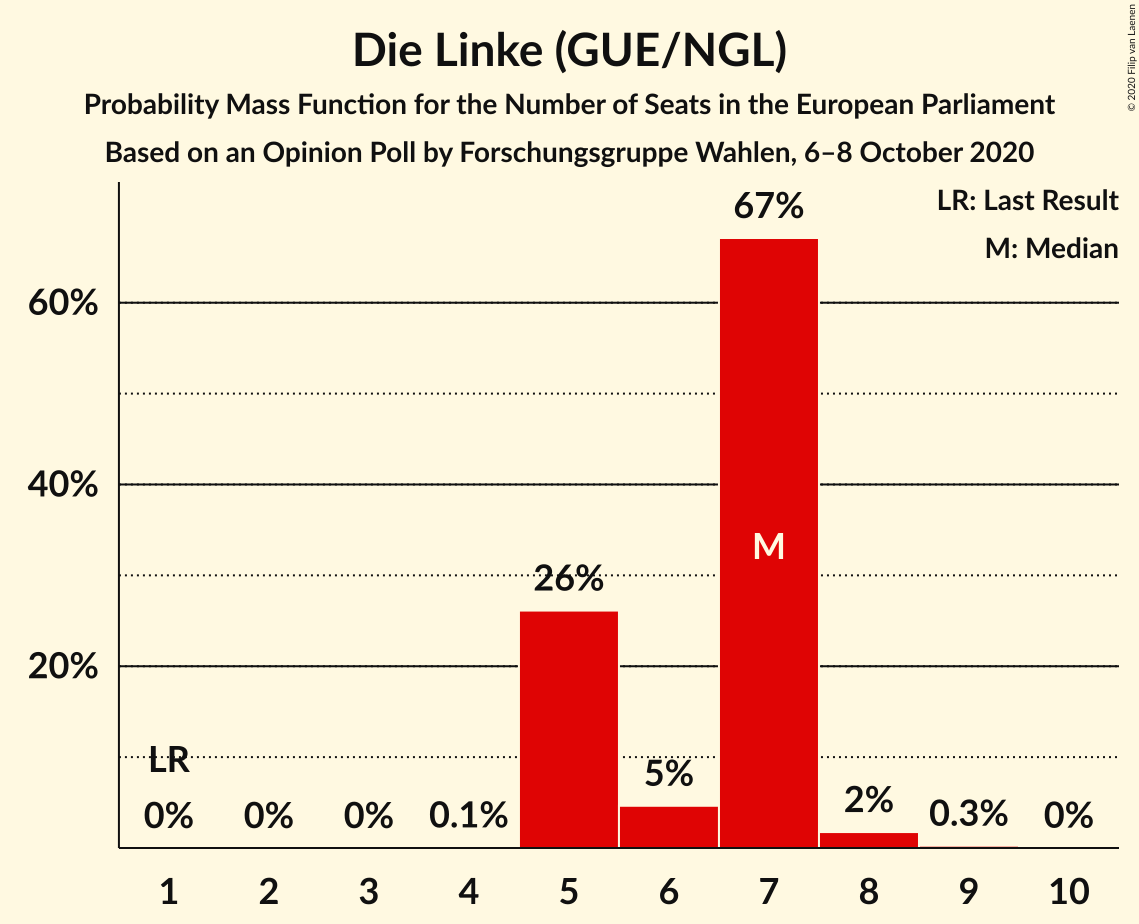 Die Linke (GUE/NGL)
Probability Mass Function for the Number of Seats in the European Parliament
Based on an Opinion Poll by Forschungsgruppe Wahlen, 6–8 October 2020
© 2020 Filip van Laenen
LR: Last Result
M: Median
67%
60%
40%
M
26%
20%
LR
5%
2%
0%
0%
0%
0.1%
0.3%
0%
1 2 3 4 5 6 7 8 9 10